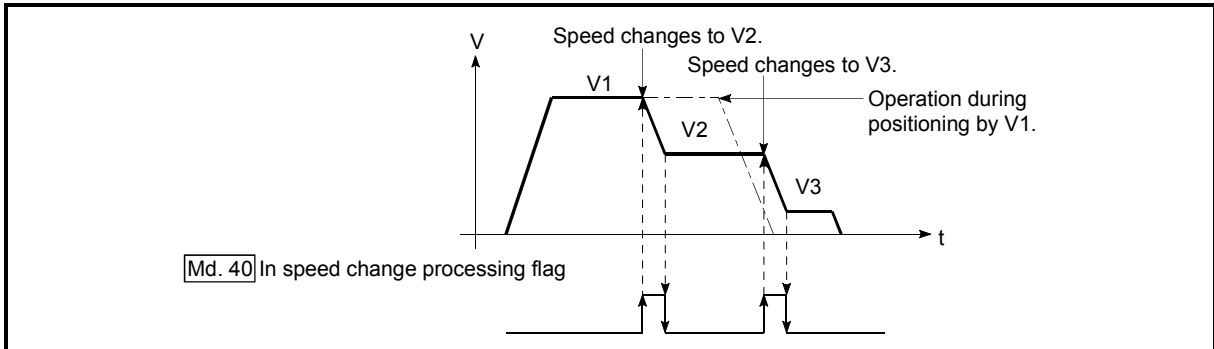 V
Speed changes to V2.
Speed changes to V3.
V1
Operation during
positioning by V1.
V2
V3
t
Md. 40 In speed change processing flag